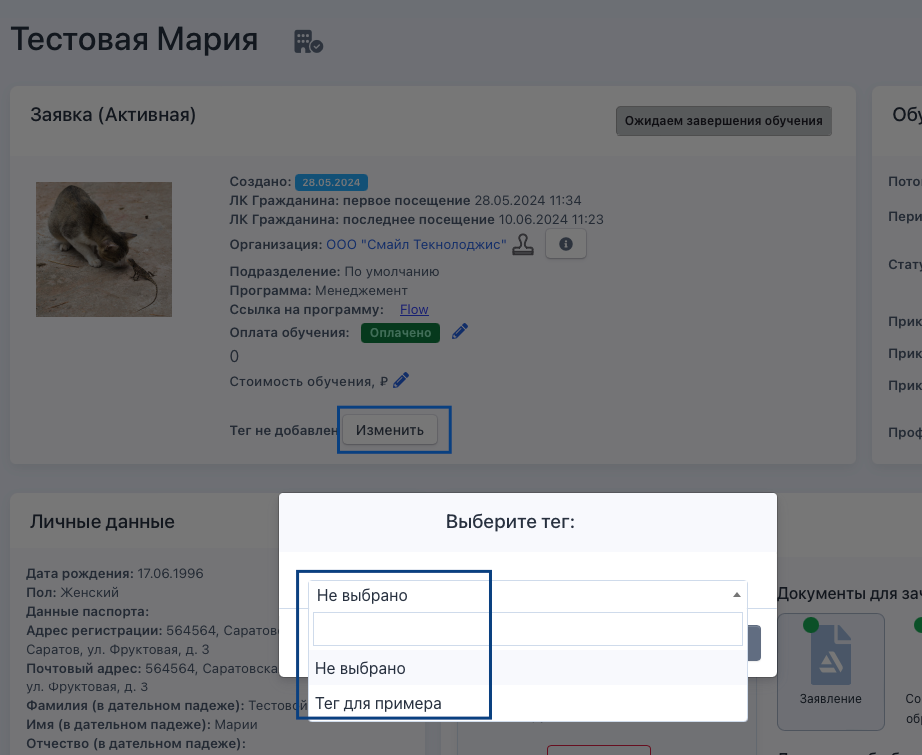 Тестовая Мария
Заявка (Активная)
Ожидаем завершения обучения
Создано: 28.05.2024
ЛК Гражданина: первое посещение 28.05.2024 11:34
ЛК Гражданина: последнее посещение 10.06.2024 11:23
Организация: ООО "Смайл Текнолоджис"
Подразделение: По умолчанию
Программа: Менеджемент
Ссылка на программу: Flow
Оплата обучения: Оплачено
0
Стоимость обучения, ₽
Тег не добавлен Изменить
Обу
Пото
Пери
Стату
Прик
Прик
Прик
Проф
Личные данные
Дата рождения: 17.06.1996
Пол: Женский
Данные паспорта:
Адрес регистрации: 564564, Саратовс
Саратов, ул. Фруктовая, д. 3
Почтовый адрес: 564564, Саратовска
ул. Фруктовая, д. 3
Фамилия (в дательном падеже): Тестовой
Имя (в дательном падеже): Марии
Отчество (в дательном падеже):
Выберите тег:
Не выбрано
Не выбрано
Тег для примера
Документы для зач
Заявление
Со
обр